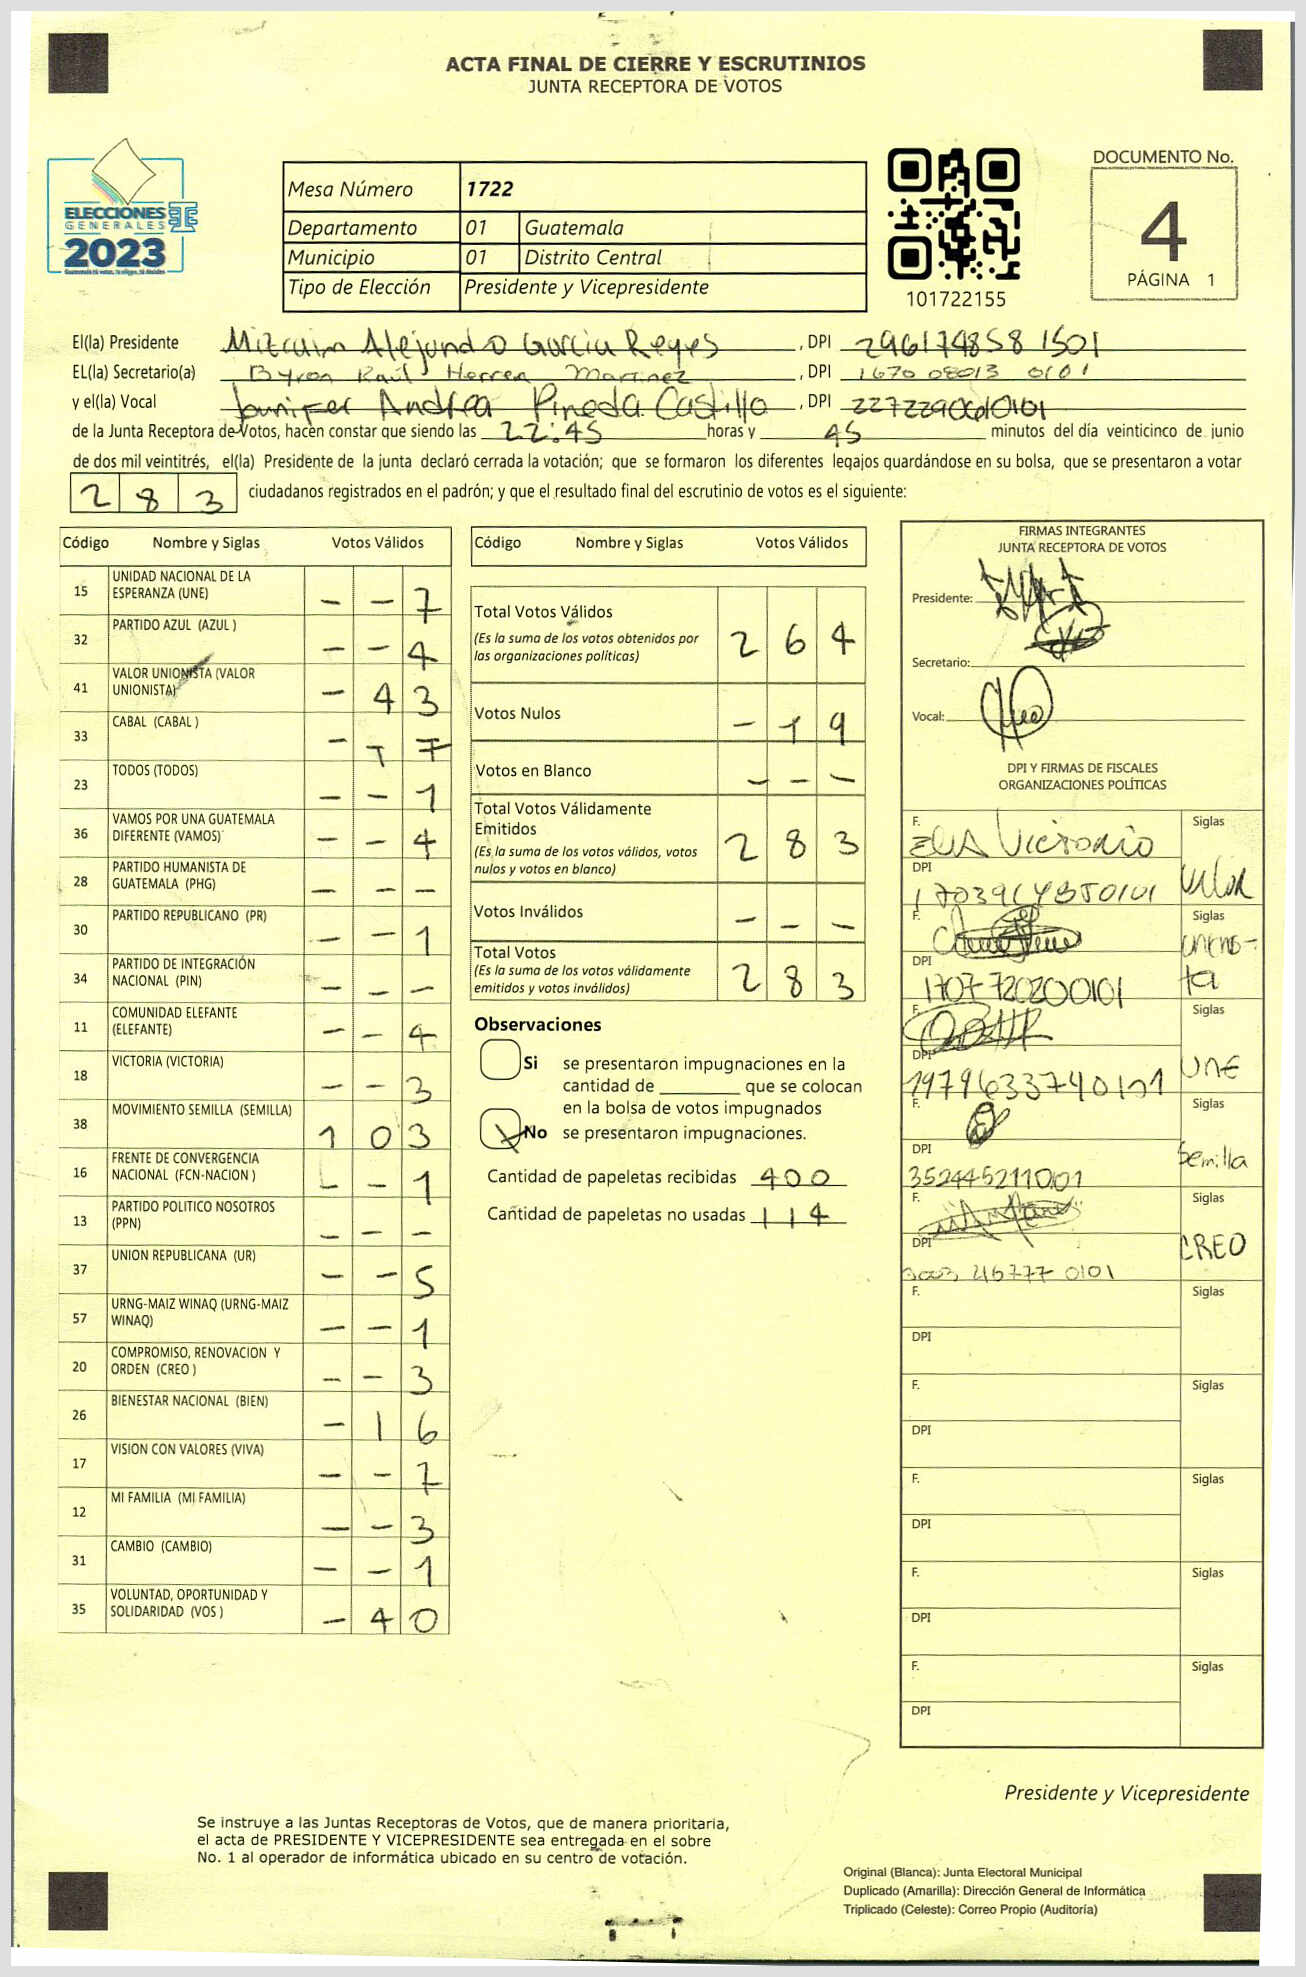 ACTA FINAL DE CIERRE Y ESCRUTINIOS
JUNTA RECEPTORA DE VOTOS
ELECCIONES
GENERALES
2023
Mesa Número 1722
Departamento 01 Guatemala
Municipio 01 Distrito Central
Tipo de Elección Presidente y Vicepresidente
101722155
DOCUMENTO No.
4
PÁGINA 1
El(la) Presidente Alejandro García Reyes , DPI 296174858 1501
EL(la) Secretario(a) Byron Raúl Herrera Martinez , DPI 1670 08013 0101
y el(la) Vocal Andrea Pineda Castillo , DPI
de la Junta Receptora de Votos, hacen constar que siendo las 22:45 horas y 45 minutos del día veinticinco de junio
de dos mil veintitrés, el(la) Presidente de la junta declaró cerrada la votación; que se formaron los diferentes legajos guardándose en su bolsa, que se presentaron a votar
283 ciudadanos registrados en el padrón; y que el resultado final del escrutinio de votos es el siguiente:
Código Nombre y Siglas Votos Válidos
15 UNIDAD NACIONAL DE LA ESPERANZA (UNE) - - 7
32 PARTIDO AZUL (AZUL ) - - 4
41 VALOR UNIONISTA (VALOR UNIONISTA) - 4 3
33 CABAL (CABAL ) - 1 7
23 TODOS (TODOS) - - 1
36 VAMOS POR UNA GUATEMALA DIFERENTE (VAMOS) - - 4
28 PARTIDO HUMANISTA DE GUATEMALA (PHG) - - -
30 PARTIDO REPUBLICANO (PR) - - 1
34 PARTIDO DE INTEGRACIÓN NACIONAL (PIN) - - -
11 COMUNIDAD ELEFANTE (ELEFANTE) - - 4
18 VICTORIA (VICTORIA) - - 3
38 MOVIMIENTO SEMILLA (SEMILLA) 1 0 3
16 FRENTE DE CONVERGENCIA NACIONAL (FCN-NACION ) - - 1
13 PARTIDO POLITICO NOSOTROS (PPN) - - -
37 UNION REPUBLICANA (UR) - - 5
57 URNG-MAIZ WINAQ (URNG-MAIZ WINAQ) - - 1
20 COMPROMISO, RENOVACION Y ORDEN (CREO ) - - 3
26 BIENESTAR NACIONAL (BIEN) - 1 6
17 VISION CON VALORES (VIVA) - - 7
12 MI FAMILIA (MI FAMILIA) - - 3
31 CAMBIO (CAMBIO) - - 1
35 VOLUNTAD, OPORTUNIDAD Y SOLIDARIDAD (VOS ) - 4 0
Código Nombre y Siglas Votos Válidos
Total Votos Válidos 2 6 4
(Es la suma de los votos obtenidos por
las organizaciones políticas)
Votos Nulos - 1 9
Votos en Blanco - - -
Total Votos Válidamente
Emitidos 2 8 3
(Es la suma de los votos válidos, votos
nulos y votos en blanco)
Votos Inválidos - - -
Total Votos 2 8 3
(Es la suma de los votos válidamente
emitidos y votos inválidos)
Observaciones
Si se presentaron impugnaciones en la
cantidad de ________ que se colocan
en la bolsa de votos impugnados
X No se presentaron impugnaciones.
Cantidad de papeletas recibidas 400
Cantidad de papeletas no usadas 114
FIRMAS INTEGRANTES
JUNTA RECEPTORA DE VOTOS
Presidente:
Secretario:
Vocal:
DPI Y FIRMAS DE FISCALES
ORGANIZACIONES POLÍTICAS
F. Victorio Siglas
DPI Valor
F. Siglas
DPI 1707 720200101
F. Siglas
DPI UNE
F. Siglas
DPI 352445211001 Semilla
F. Siglas
DPI CREO
F. Siglas
DPI
F. Siglas
DPI
F. Siglas
DPI
F. Siglas
DPI
F. Siglas
DPI
Presidente y Vicepresidente
Se instruye a las Juntas Receptoras de Votos, que de manera prioritaria,
el acta de PRESIDENTE Y VICEPRESIDENTE sea entregada en el sobre
No. 1 al operador de informática ubicado en su centro de votación.
Original (Blanca): Junta Electoral Municipal
Duplicado (Amarilla): Dirección General de Informática
Triplicado (Celeste): Correo Propio (Auditoría)